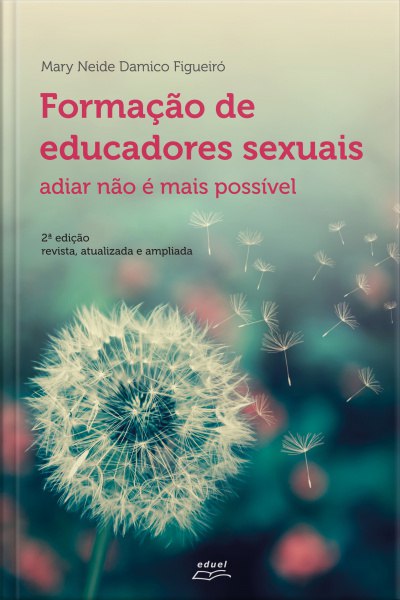 Mary Neide Damico Figueiró
Formação de
educadores sexuais
adiar não é mais possível
2ª edição
revista, atualizada e ampliada
eduel